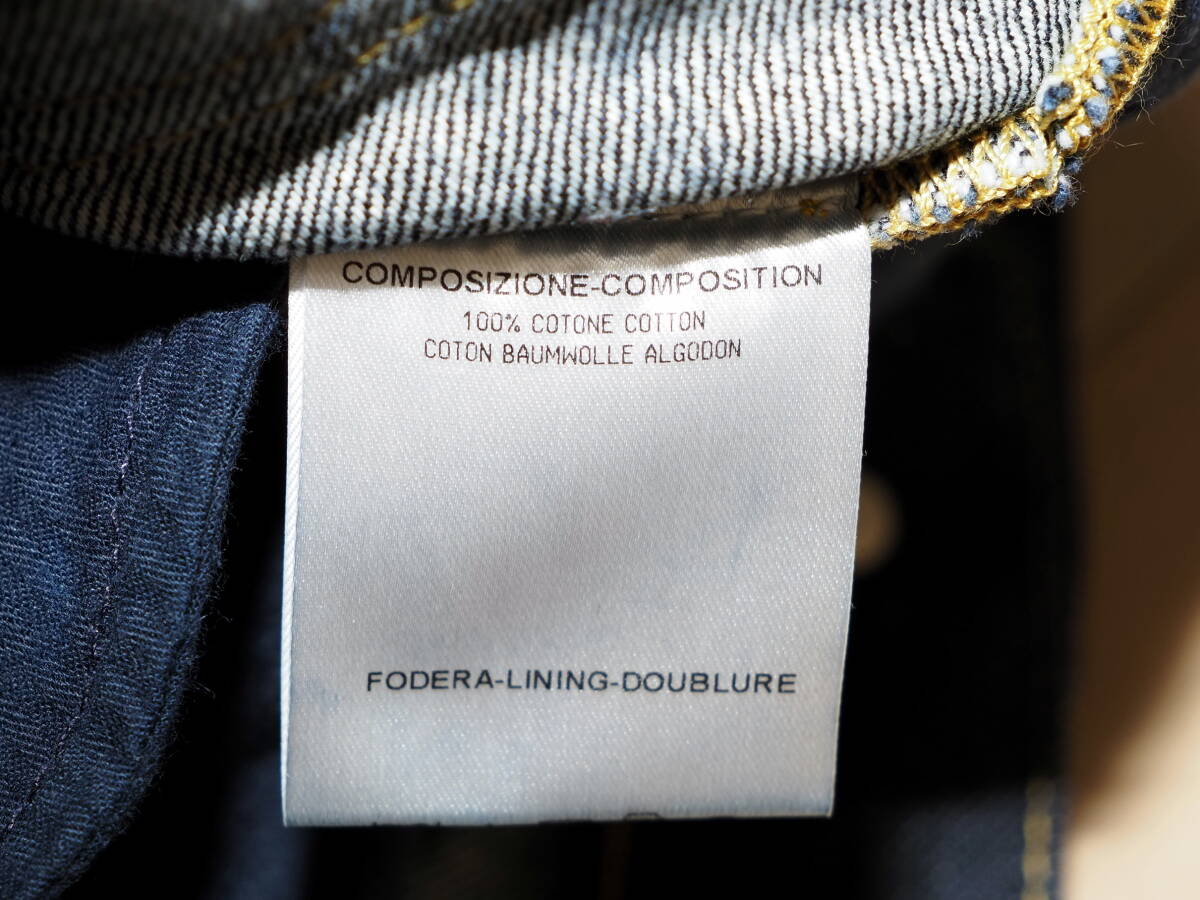 COMPOSIZIONE-COMPOSITION
100% COTONE COTTON
COTON BAUMWOLLE ALGODON
FODERA-LINING-DOUBLURE